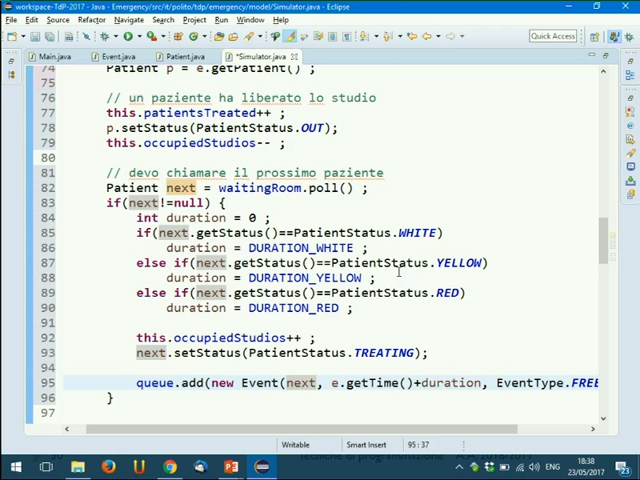 workspace-TdP-2017 - Emergency/src/it/polito/tdp/emergency/model/Simulator.java - Eclipse
File Edit Source Refactor Navigate Search Project Run Window Help
Quick Access
Main.java Event.java Patient.java *Simulator.java
74 Patient p = e.getPatient() ;
75
76 // un paziente ha liberato lo studio
77 this.patientsTreated++ ;
78 p.setStatus(PatientStatus.OUT);
79 this.occupiedStudios-- ;
80
81 // devo chiamare il prossimo paziente
82 Patient next = waitingRoom.poll() ;
83 if(next!=null) {
84 int duration = 0 ;
85 if(next.getStatus()==PatientStatus.WHITE)
86 duration = DURATION_WHITE ;
87 else if(next.getStatus()==PatientStatus.YELLOW)
88 duration = DURATION_YELLOW ;
89 else if(next.getStatus()==PatientStatus.RED)
90 duration = DURATION_RED ;
91
92 this.occupiedStudios++ ;
93 next.setStatus(PatientStatus.TREATING);
94
95 queue.add(new Event(next, e.getTime()+duration, EventType.FREE
96 }
97
Writable Smart Insert 95 : 37
Tecniche di programmazione A.A. 2016/2017
ENG 18:38 23/05/2017